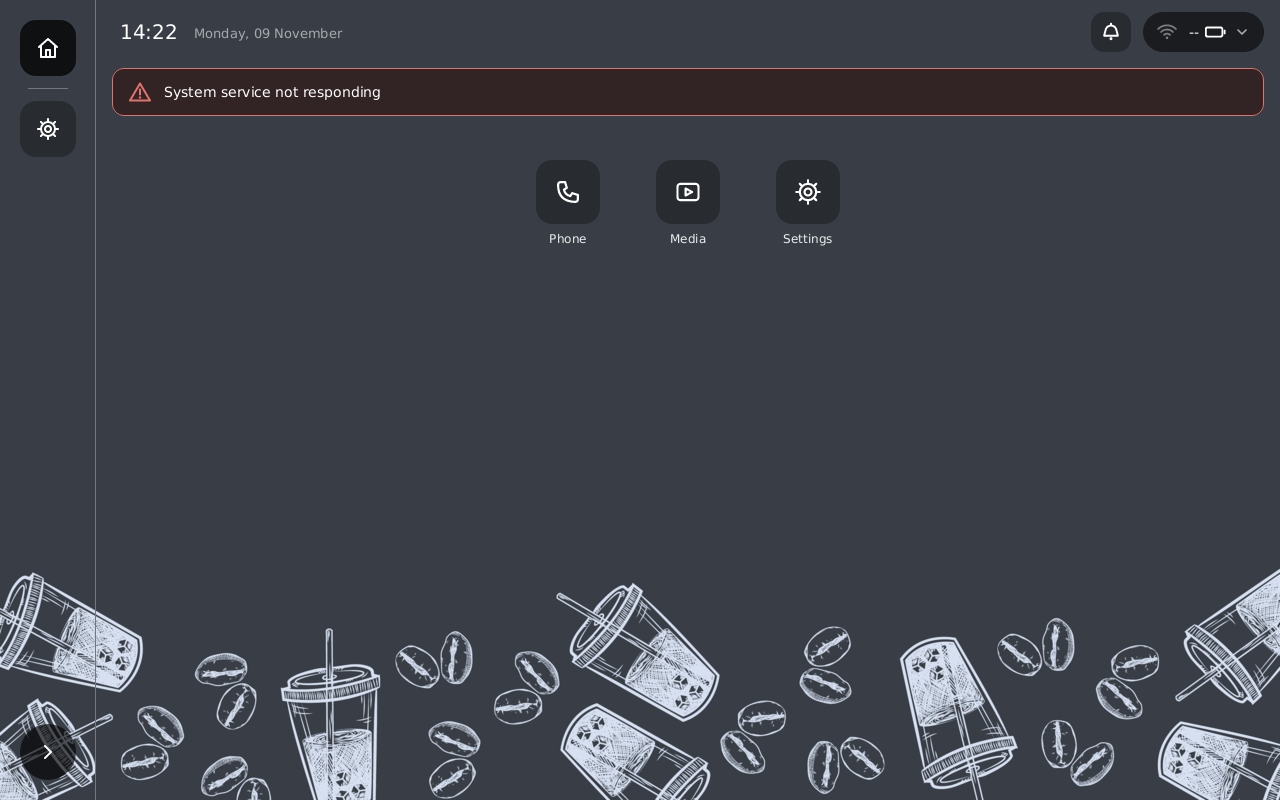 14:22 Monday, 09 November
--
System service not responding
Phone Media Settings